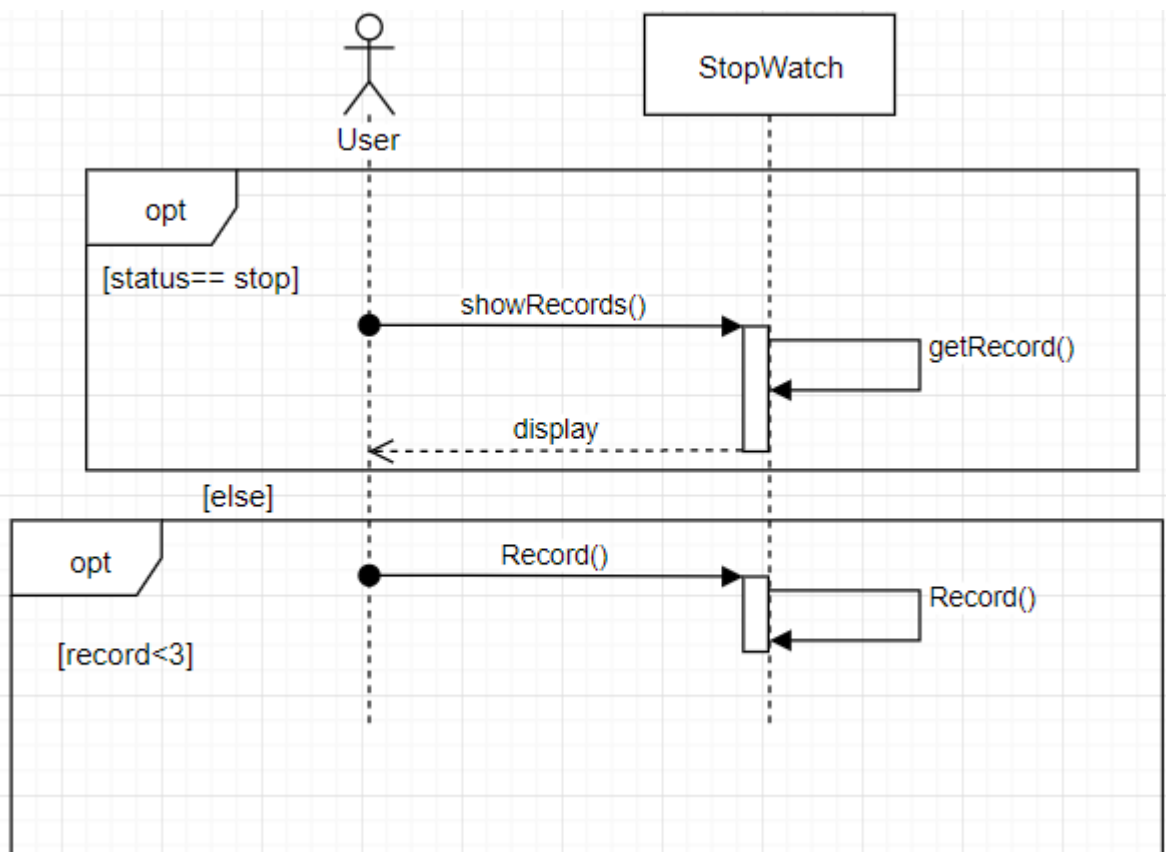 StopWatch
User
opt
[status== stop]
showRecords()
getRecord()
display
[else]
opt
Record()
Record()
[record<3]